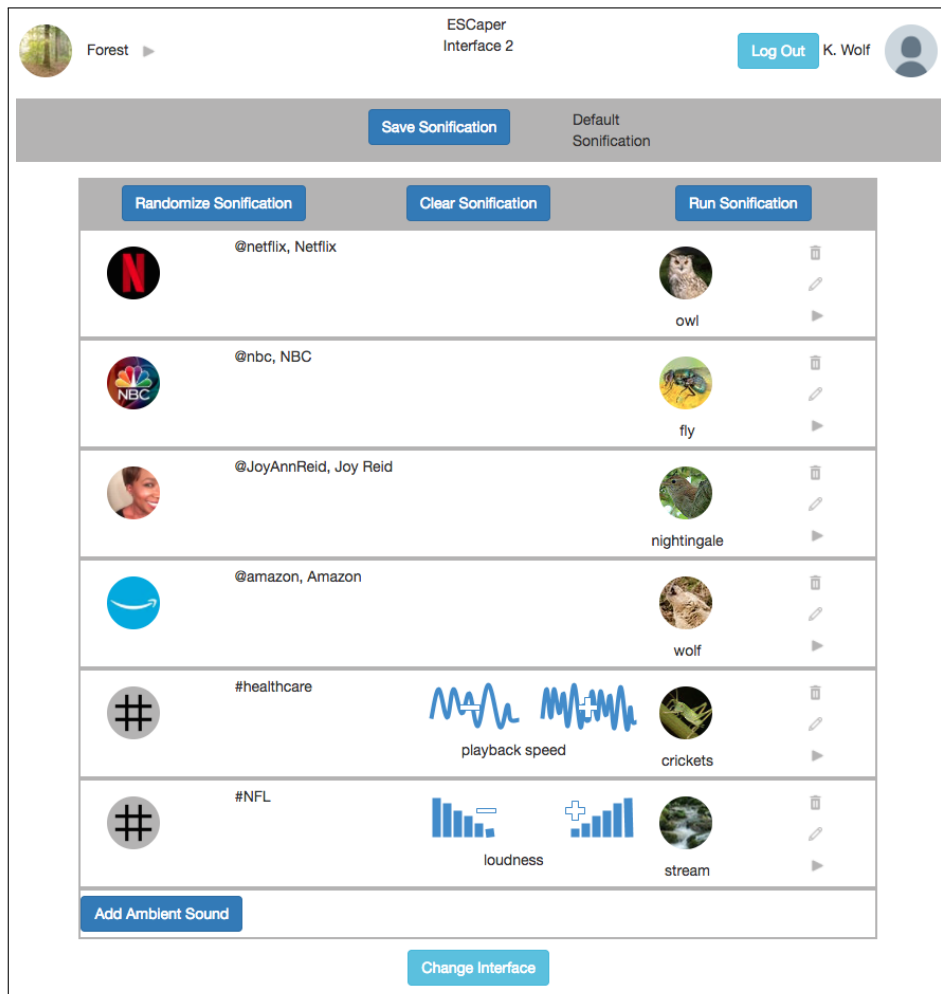 Forest
ESCaper
Interface 2
Log Out
K. Wolf
Save Sonification
Default
Sonification
Randomize Sonification
Clear Sonification
Run Sonification
N
@netflix, Netflix
owl
NBC
@nbc, NBC
fly
@JoyAnnReid, Joy Reid
nightingale
@amazon, Amazon
wolf
#
#healthcare
playback speed
crickets
#
#NFL
loudness
stream
Add Ambient Sound
Change Interface